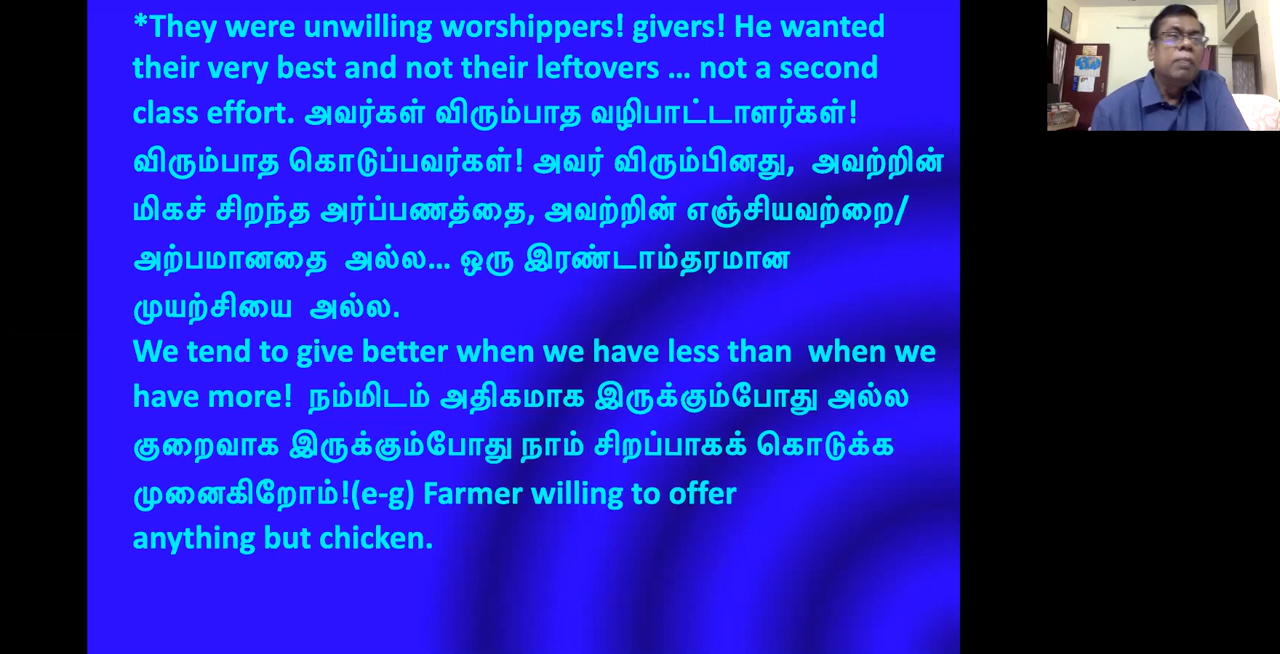 *They were unwilling worshippers! givers! He wanted
their very best and not their leftovers ... not a second
class effort. அவர்கள் விரும்பாத வழிபாட்டாளர்கள்!
விரும்பாத கொடுப்பவர்கள்! அவர் விரும்பினது, அவற்றின்
மிகச் சிறந்த அர்ப்பணத்தை, அவற்றின் எஞ்சியவற்றை/
அற்பமானதை அல்ல... ஒரு இரண்டாம்தரமான
முயற்சியை அல்ல.
We tend to give better when we have less than when we
have more! நம்மிடம் அதிகமாக இருக்கும்போது அல்ல
குறைவாக இருக்கும்போது நாம் சிறப்பாகக் கொடுக்க
முனைகிறோம்!(e-g) Farmer willing to offer
anything but chicken.